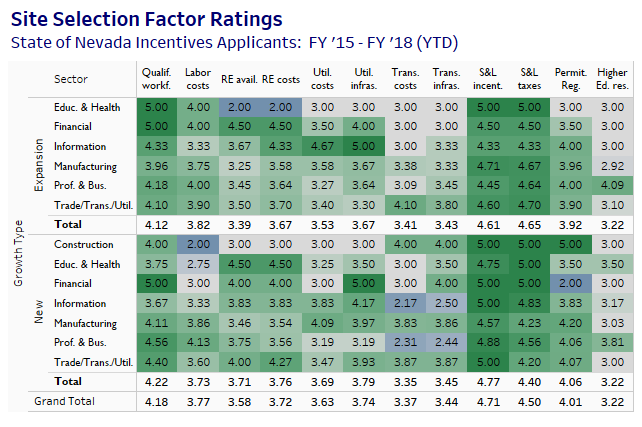 Site Selection Factor Ratings
State of Nevada Incentives Applicants: FY '15 - FY '18 (YTD)
Sector Qualif. workf. Labor costs RE avail. RE costs Util. costs Util. infras. Trans. costs Trans. infras. S&L incent. S&L taxes Permit. Reg. Higher Ed. res.
Growth Type
Expansion
Educ. & Health 5.00 4.00 2.00 2.00 3.00 3.00 3.00 3.00 5.00 5.00 3.00 3.00
Financial 5.00 4.00 4.50 4.50 3.50 4.00 3.00 3.00 4.50 4.50 3.50 3.00
Information 4.33 3.33 3.67 4.33 4.67 5.00 3.00 3.33 4.33 4.33 4.00 3.00
Manufacturing 3.96 3.75 3.25 3.58 3.58 3.67 3.38 3.33 4.71 4.67 3.96 2.92
Prof. & Bus. 4.18 4.00 3.45 3.64 3.27 3.64 3.09 3.45 4.45 4.64 4.00 4.09
Trade/Trans./Util. 4.10 3.90 3.50 3.70 3.40 3.30 4.10 3.80 4.60 4.70 3.90 3.10
Total 4.12 3.82 3.39 3.67 3.53 3.67 3.41 3.43 4.61 4.65 3.92 3.22
New
Construction 4.00 2.00 3.00 3.00 3.00 3.00 4.00 4.00 5.00 5.00 5.00 3.00
Educ. & Health 3.75 2.75 4.50 4.50 3.25 3.50 3.00 3.50 4.75 5.00 3.50 3.50
Financial 5.00 3.00 4.00 4.00 3.00 3.00 3.00 3.00 5.00 5.00 2.00 3.00
Information 3.67 3.33 3.83 3.83 3.83 4.17 2.17 2.50 5.00 4.83 3.83 3.17
Manufacturing 4.11 3.86 3.46 3.54 4.09 3.97 3.83 3.86 4.57 4.23 4.20 3.03
Prof. & Bus. 4.56 4.13 3.75 3.56 3.19 3.19 2.31 2.44 4.88 4.56 4.06 3.81
Trade/Trans./Util. 4.40 3.60 4.00 4.27 3.47 3.93 3.87 3.87 5.00 4.20 4.07 3.00
Total 4.22 3.73 3.71 3.76 3.69 3.79 3.35 3.45 4.77 4.40 4.06 3.22
Grand Total 4.18 3.77 3.58 3.72 3.63 3.74 3.37 3.44 4.71 4.50 4.01 3.22